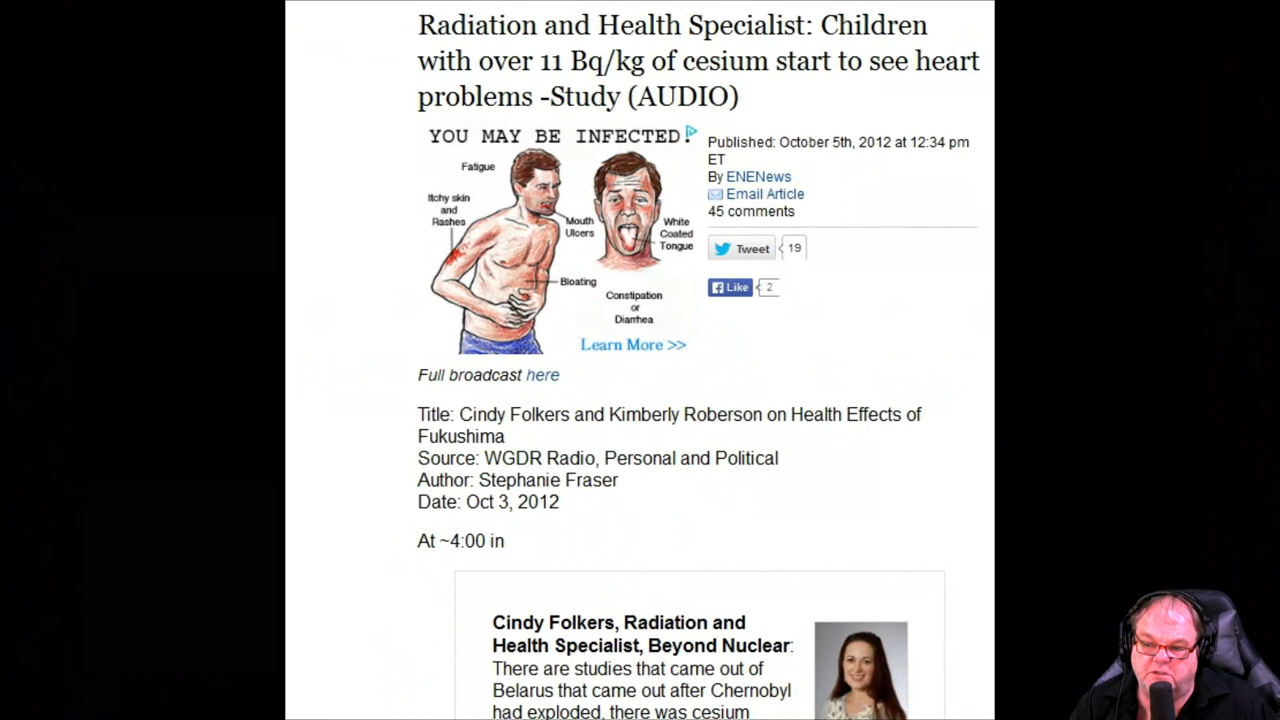 Radiation and Health Specialist: Children
with over 11 Bq/kg of cesium start to see heart
problems -Study (AUDIO)
YOU MAY BE INFECTED!
Fatigue
Itchy skin
and
Rashes
Mouth
Ulcers
White
Coated
Tongue
Bloating
Constipation
or
Diarrhea
Learn More >>
Published: October 5th, 2012 at 12:34 pm
ET
By ENENews
Email Article
45 comments
Tweet 19
Like 2
Full broadcast here
Title: Cindy Folkers and Kimberly Roberson on Health Effects of
Fukushima
Source: WGDR Radio, Personal and Political
Author: Stephanie Fraser
Date: Oct 3, 2012
At ~4:00 in
Cindy Folkers, Radiation and
Health Specialist, Beyond Nuclear:
There are studies that came out of
Belarus that came out after Chernobyl
had exploded, there was cesium